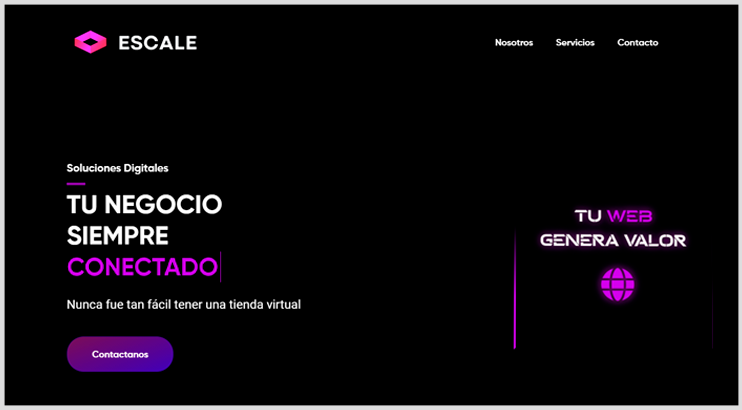 ESCALE
Nosotros Servicios Contacto
Soluciones Digitales
TU NEGOCIO
SIEMPRE
CONECTADO
Nunca fue tan fácil tener una tienda virtual
Contactanos
TU WEB
GENERA VALOR